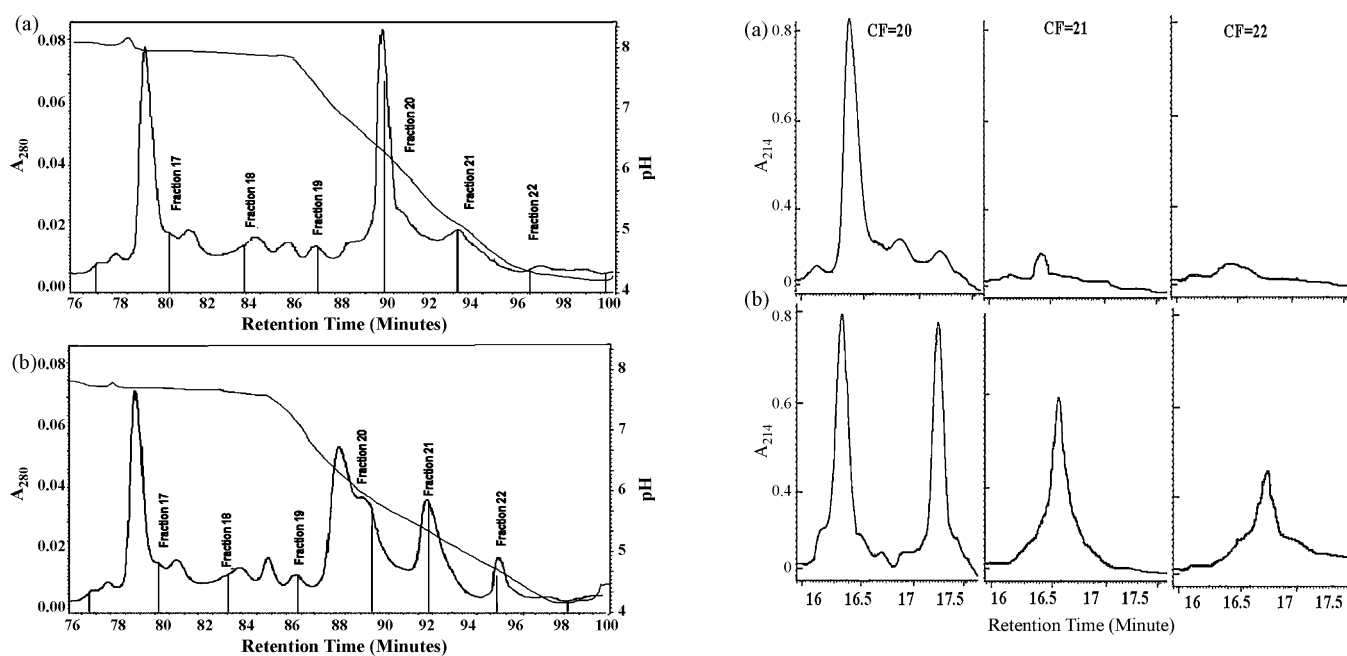 (a)
0.08
0.06
0.04
0.02
0.00
A280
8
7
6
5
4
pH
Fraction 17
Fraction 18
Fraction 19
Fraction 20
Fraction 21
Fraction 22
76 79 80 82 84 86 88 90 92 94 96 98 100
Retention Time (Minutes)
(b)
0.08
0.06
0.04
0.02
0.00
A280
8
7
6
5
4
pH
Fraction 17
Fraction 18
Fraction 19
Fraction 20
Fraction 21
Fraction 22
76 78 80 82 84 86 88 90 92 94 96 98 100
Retention Time (Minutes)
(a)
CF=20 CF=21 CF=22
0.8
0.6
0.4
0.2
0
A214
(b)
0.8
0.6
0.4
0
A214
16 16.5 17 17.5 16 16.5 17 17.5 16 16.5 17 17.5
Retention Time (Minute)